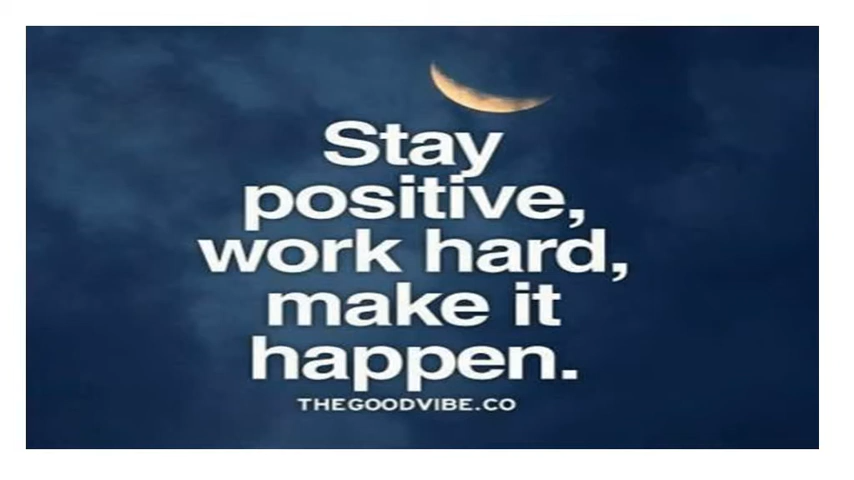 Stay
positive,
work hard,
make it
happen.
THEGOODVIBE.CO